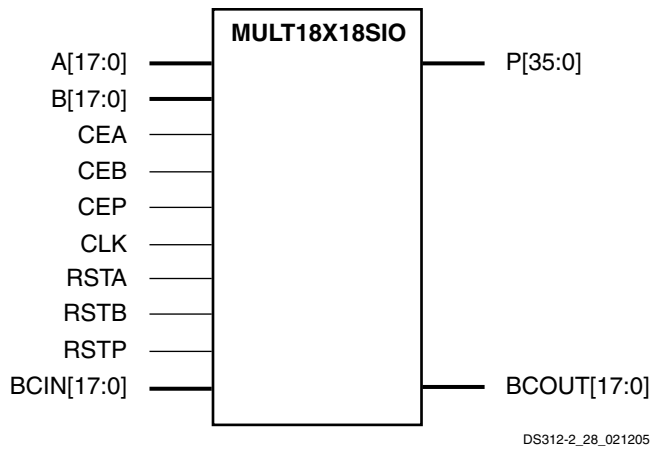 MULT18X18SIO
A[17:0]
P[35:0]
B[17:0]
CEA
CEB
CEP
CLK
RSTA
RSTB
RSTP
BCIN[17:0]
BCOUT[17:0]
DS312-2_28_021205